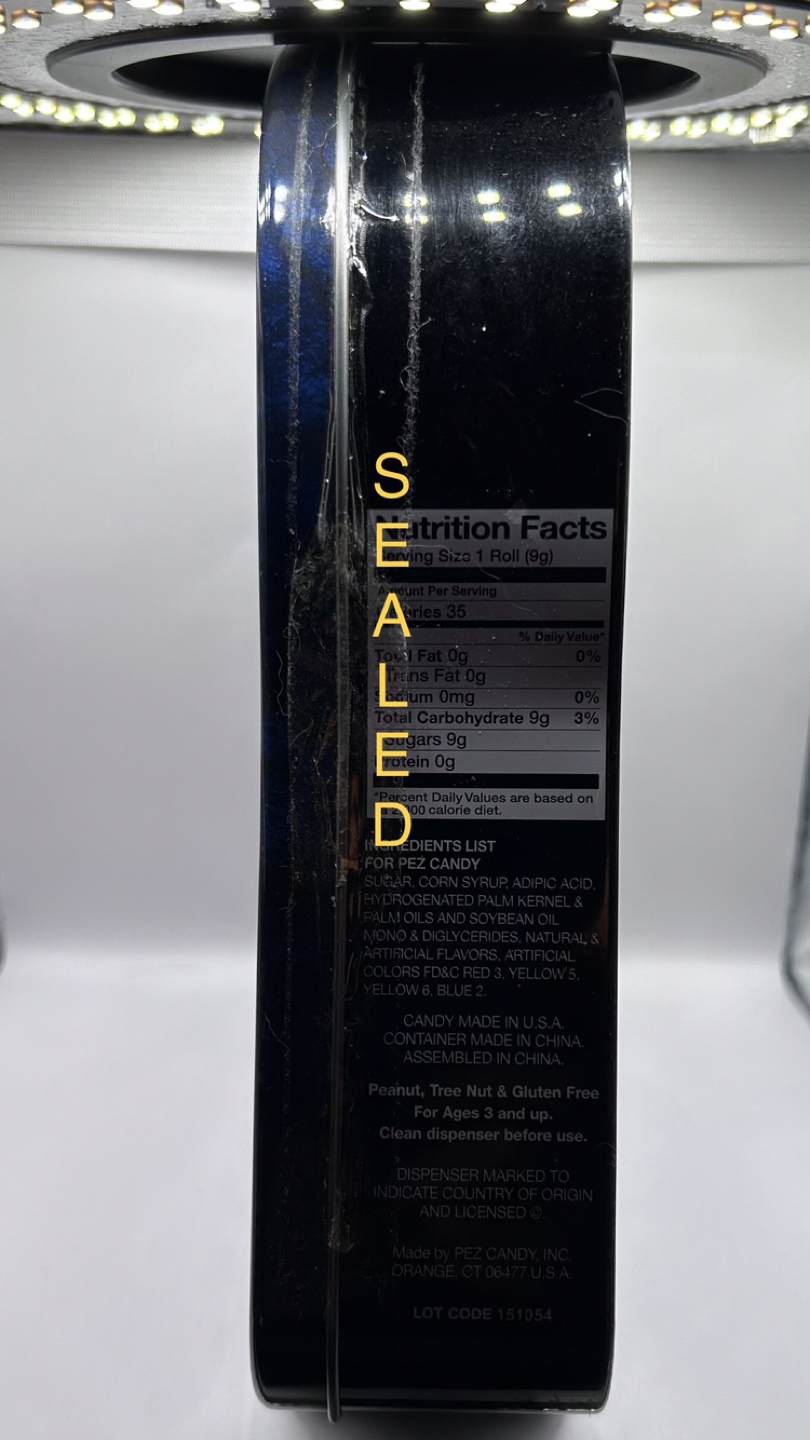 SEALED
Nutrition Facts
Serving Size 1 Roll (9g)
Amount Per Serving
Calories 35
% Daily Value*
Total Fat 0g 0%
Trans Fat 0g
Sodium 0mg 0%
Total Carbohydrate 9g 3%
Sugars 9g
Protein 0g
*Percent Daily Values are based on
a 2,000 calorie diet.
INGREDIENTS LIST
FOR PEZ CANDY
SUGAR, CORN SYRUP, ADIPIC ACID,
HYDROGENATED PALM KERNEL &
PALM OILS AND SOYBEAN OIL
MONO & DIGLYCERIDES, NATURAL &
ARTIFICIAL FLAVORS, ARTIFICIAL
COLORS FD&C RED 3, YELLOW 5,
YELLOW 6, BLUE 2.
CANDY MADE IN U.S.A.
CONTAINER MADE IN CHINA.
ASSEMBLED IN CHINA.
Peanut, Tree Nut & Gluten Free
For Ages 3 and up.
Clean dispenser before use.
DISPENSER MARKED TO
INDICATE COUNTRY OF ORIGIN
AND LICENSED ©.
Made by PEZ CANDY, INC.
ORANGE, CT 06477 U.S.A.
LOT CODE 151054